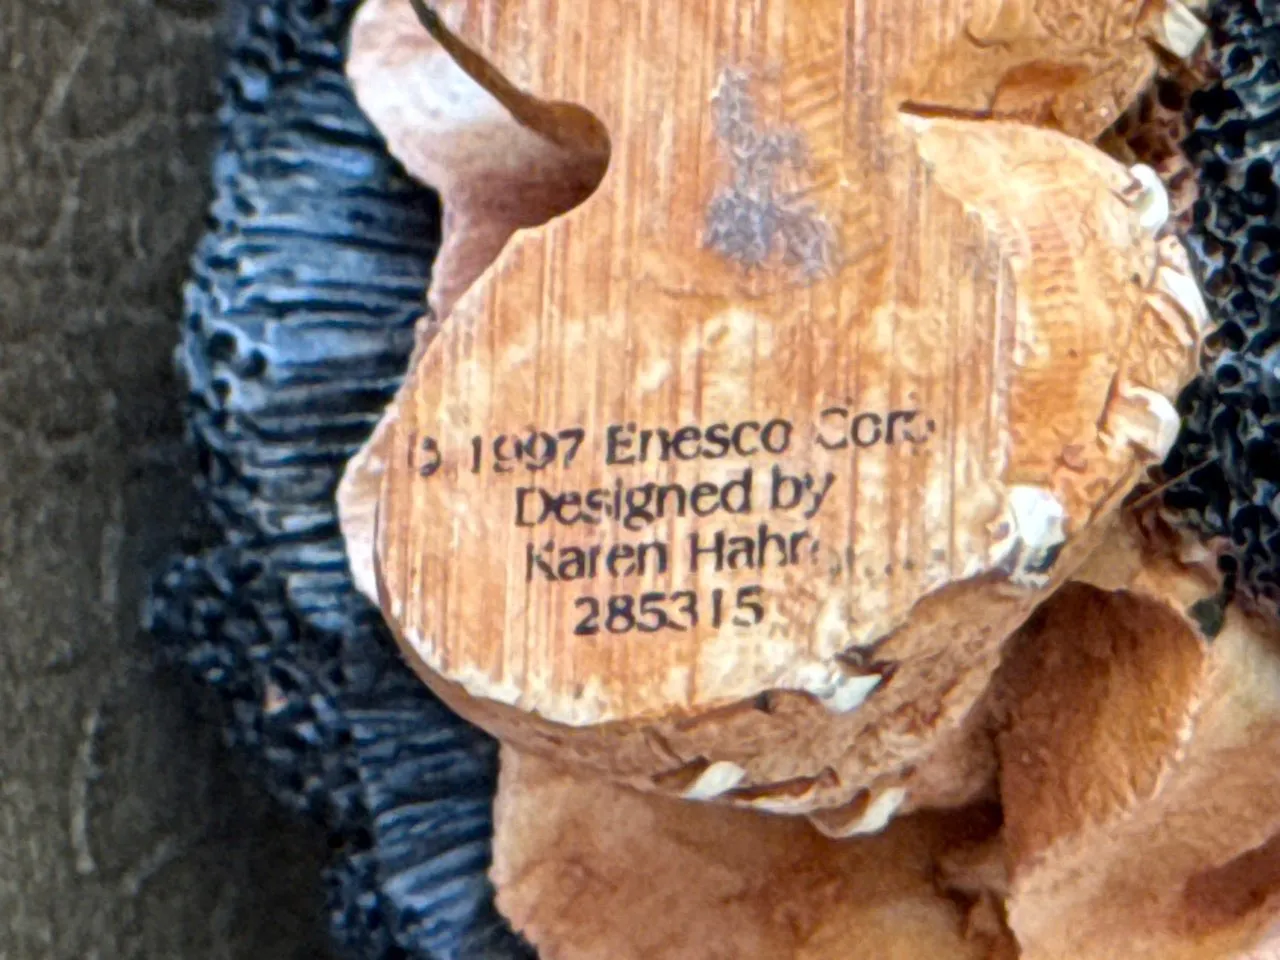 © 1997 Enesco Corp.
Designed by
Karen Hahn
285315